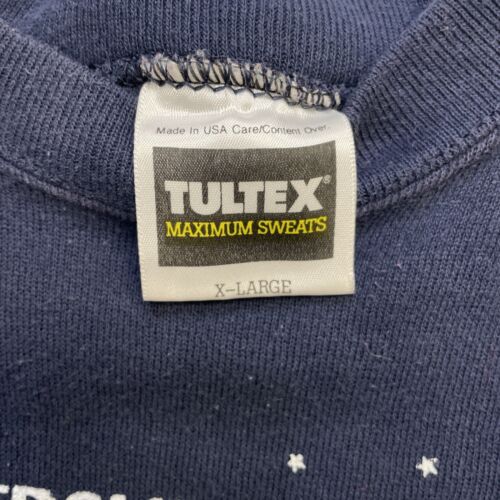 Made In USA Care/Content Over.
TULTEX®
MAXIMUM SWEATS
X-LARGE